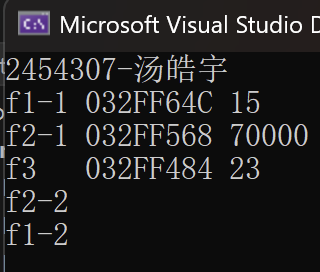 Microsoft Visual Studio D
2454307-汤皓宇
f1-1 032FF64C 15
f2-1 032FF568 70000
f3   032FF484 23
f2-2
f1-2